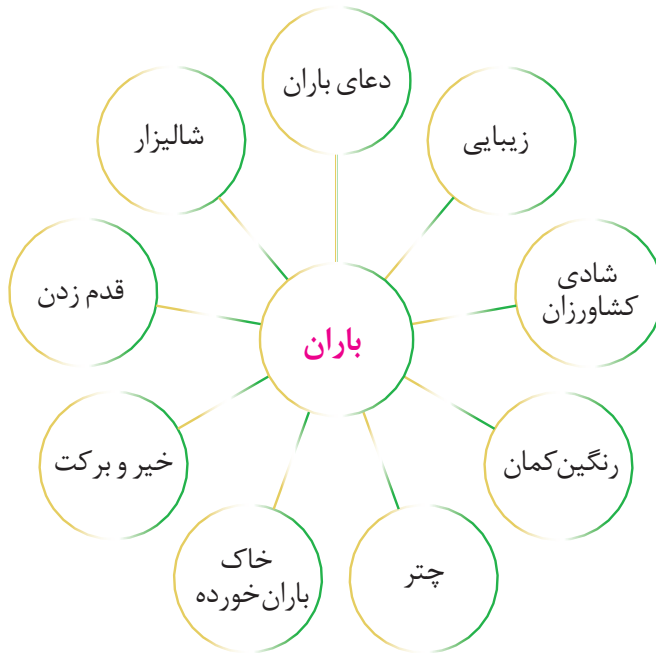 دعای باران
زیبایی
شالیزار
شادی
کشاورزان
قدم زدن
باران
رنگین‌کمان
خیر و برکت
چتر
خاک
باران‌خورده